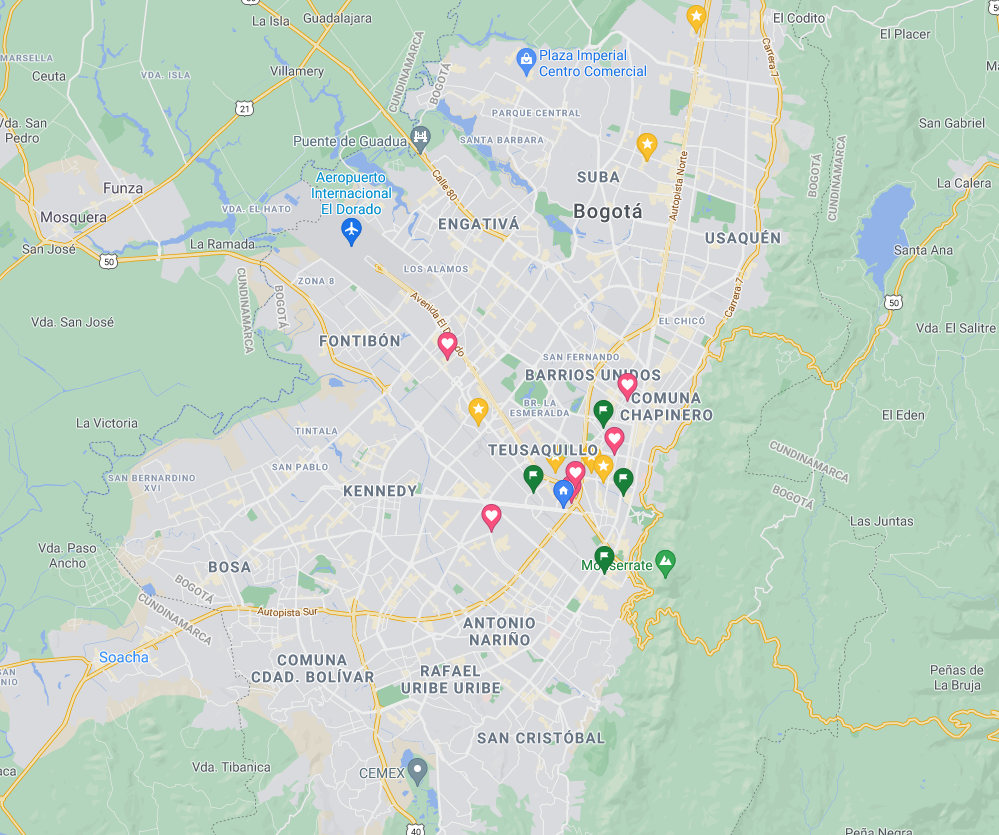 50
La Isla
Guadalajara
El Codito
50
El Placer
MARSELLA
Ceuta
VDA. ISLA
Villamery
CUNDINAMARCA
BOGOTÁ
Plaza Imperial
Centro Comercial
Carrera 7
21
Vda. San
Pedro
PARQUE CENTRAL
San Gabriel
Puente de Guadua
SANTA BARBARA
BOGOTÁ
CUNDINAMARCA
Aeropuerto
Internacional
El Dorado
Calle 80
SUBA
Autopista Norte
La Calera
Funza
Mosquera
VDA. EL HATO
Bogotá
ENGATIVÁ
USAQUÉN
San José
La Ramada
50
Santa Ana
LOS ALAMOS
ZONA 8
CUNDINAMARCA
BOGOTÁ
Avenida El Dorado
Carrera 7
50
Vda. San José
EL CHICÓ
Vda. El Salitre
FONTIBÓN
SAN FERNANDO
BARRIOS UNIDOS
COMUNA
CHAPINERO
BR. LA
ESMERALDA
El Eden
La Victoria
TINTALA
TEUSAQUILLO
CUNDINAMARCA
BOGOTÁ
SAN BERNARDINO
XVI
SAN PABLO
KENNEDY
Las Juntas
Vda. Paso
Ancho
BOSA
Monserrate
BOGOTÁ
CUNDINAMARCA
Autopista Sur
ANTONIO
NARIÑO
Soacha
COMUNA
CDAD. BOLÍVAR
RAFAEL
URIBE URIBE
Peñas de
La Bruja
SAN CRISTÓBAL
Vda. Tibanica
CEMEX
40
Peña Negra